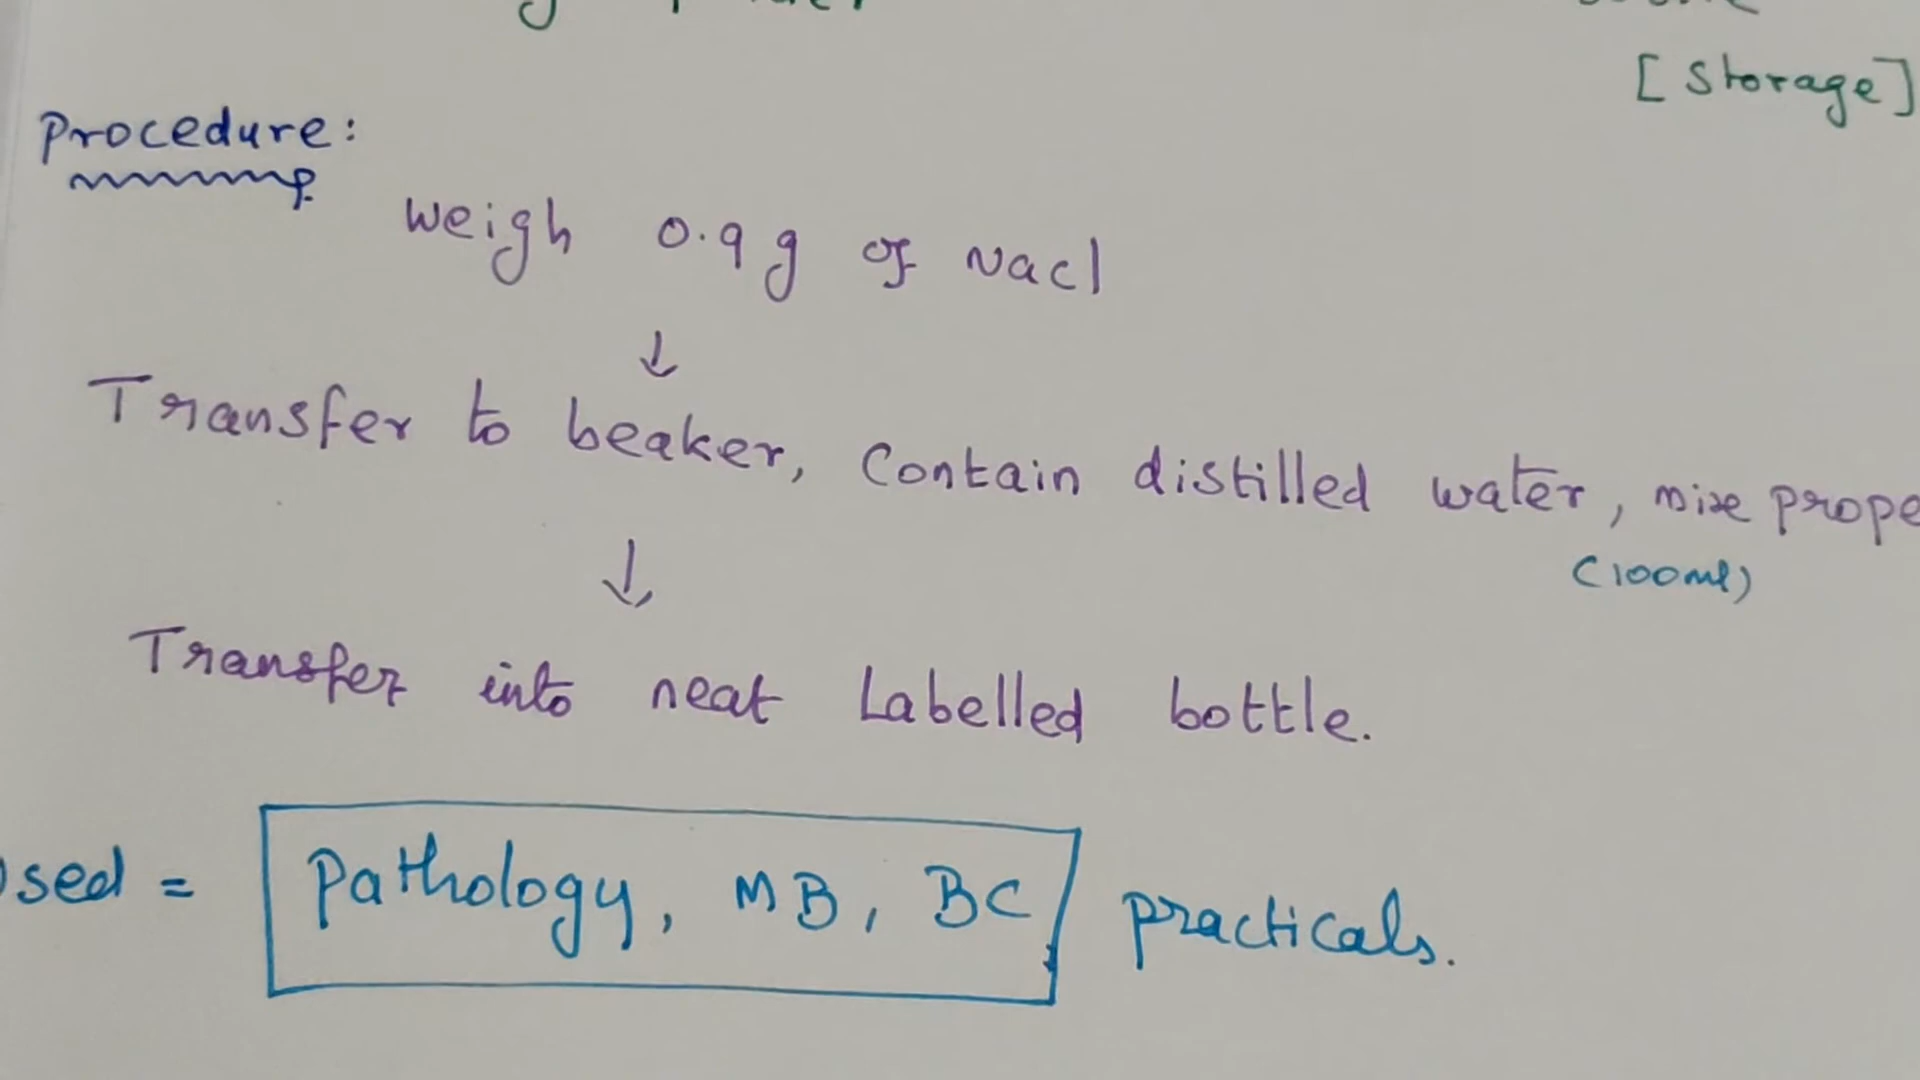 [Storage]
Procedure:
Weigh 0.9g of Nacl
↓
Transfer to beaker, Contain distilled water, mix prope
(100ml)
↓
Transfer into neat Labelled bottle.
sed = Pathology, MB, BC practicals.